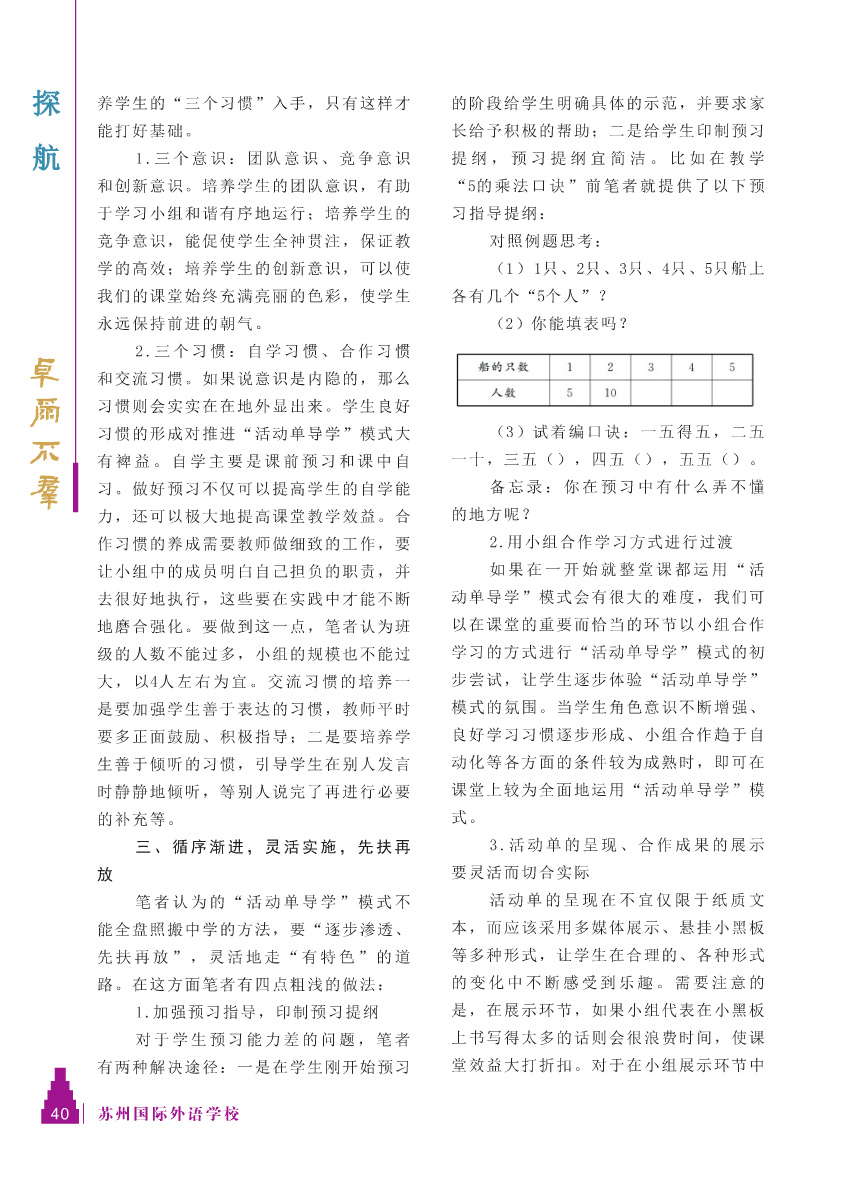 探
航
卓尔不群
养学生的“三个习惯”入手，只有这样才
能打好基础。
1.三个意识：团队意识、竞争意识
和创新意识。培养学生的团队意识，有助
于学习小组和谐有序地运行；培养学生的
竞争意识，能促使学生全神贯注，保证教
学的高效；培养学生的创新意识，可以使
我们的课堂始终充满亮丽的色彩，使学生
永远保持前进的朝气。
2.三个习惯：自学习惯、合作习惯
和交流习惯。如果说意识是内隐的，那么
习惯则会实实在在地外显出来。学生良好
习惯的形成对推进“活动单导学”模式大
有裨益。自学主要是课前预习和课中自
习。做好预习不仅可以提高学生的自学能
力，还可以极大地提高课堂教学效益。合
作习惯的养成需要教师做细致的工作，要
让小组中的成员明白自己担负的职责，并
去很好地执行，这些要在实践中才能不断
地磨合强化。要做到这一点，笔者认为班
级的人数不能过多，小组的规模也不能过
大，以4人左右为宜。交流习惯的培养一
是要加强学生善于表达的习惯，教师平时
要多正面鼓励、积极指导；二是要培养学
生善于倾听的习惯，引导学生在别人发言
时静静地倾听，等别人说完了再进行必要
的补充等。
三、循序渐进，灵活实施，先扶再
放
笔者认为的“活动单导学”模式不
能全盘照搬中学的方法，要“逐步渗透、
先扶再放”，灵活地走“有特色”的道
路。在这方面笔者有四点粗浅的做法：
1.加强预习指导，印制预习提纲
对于学生预习能力差的问题，笔者
有两种解决途径：一是在学生刚开始预习
的阶段给学生明确具体的示范，并要求家
长给予积极的帮助；二是给学生印制预习
提纲，预习提纲宜简洁。比如在教学
“5的乘法口诀”前笔者就提供了以下预
习指导提纲：
对照例题思考：
（1）1只、2只、3只、4只、5只船上
各有几个“5个人”？
（2）你能填表吗？
船的只数 1 2 3 4 5
人数 5 10
（3）试着编口诀：一五得五，二五
一十，三五（），四五（），五五（）。
备忘录：你在预习中有什么弄不懂
的地方呢？
2.用小组合作学习方式进行过渡
如果在一开始就整堂课都运用“活
动单导学”模式会有很大的难度，我们可
以在课堂的重要而恰当的环节以小组合作
学习的方式进行“活动单导学”模式的初
步尝试，让学生逐步体验“活动单导学”
模式的氛围。当学生角色意识不断增强、
良好学习习惯逐步形成、小组合作趋于自
动化等各方面的条件较为成熟时，即可在
课堂上较为全面地运用“活动单导学”模
式。
3.活动单的呈现、合作成果的展示
要灵活而切合实际
活动单的呈现在不宜仅限于纸质文
本，而应该采用多媒体展示、悬挂小黑板
等多种形式，让学生在合理的、各种形式
的变化中不断感受到乐趣。需要注意的
是，在展示环节，如果小组代表在小黑板
上书写得太多的话则会很浪费时间，使课
堂效益大打折扣。对于在小组展示环节中
40 苏州国际外语学校